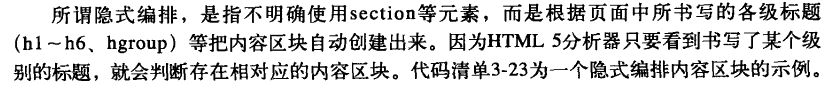 所谓隐式编排，是指不明确使用section等元素，而是根据页面中所书写的各级标题
(h1～h6、hgroup）等把内容区块自动创建出来。因为HTML 5分析器只要看到书写了某个级
别的标题，就会判断存在相对应的内容区块。代码清单3-23为一个隐式编排内容区块的示例。